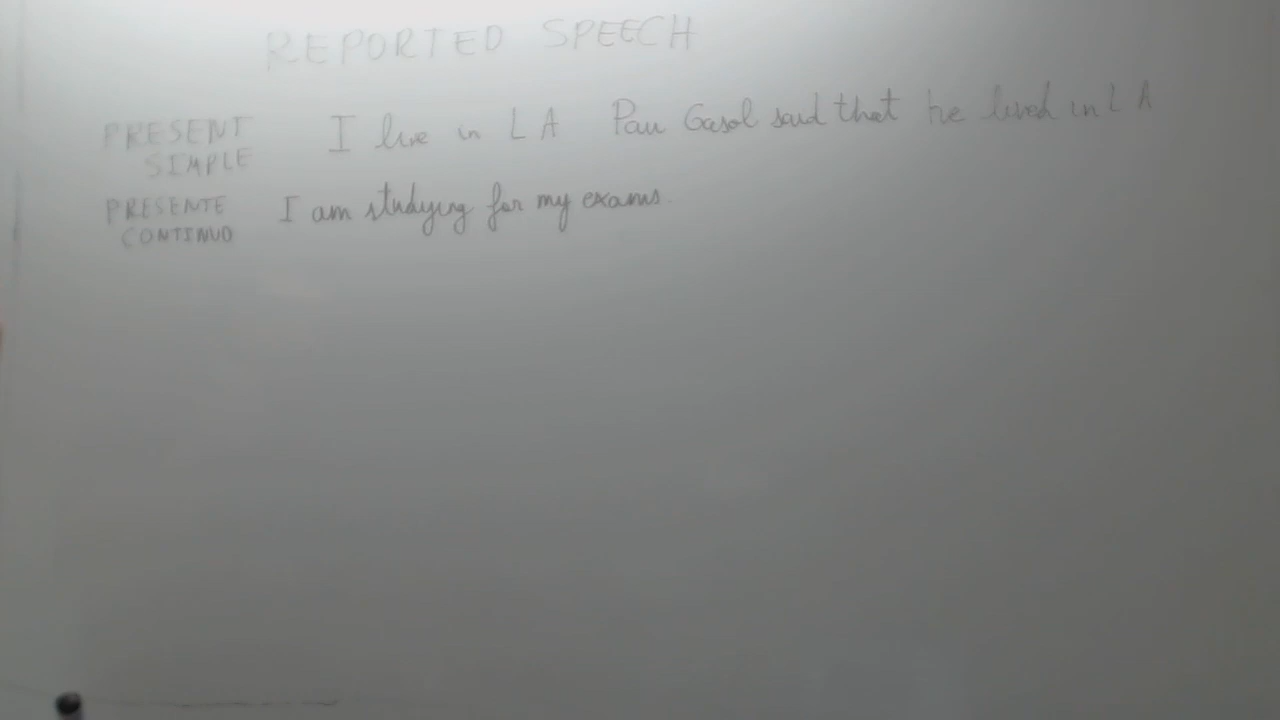 REPORTED SPEECH
PRESENT SIMPLE I live in LA Pau Gasol said that he lived in LA
PRESENTE CONTINUO I am studying for my exams.